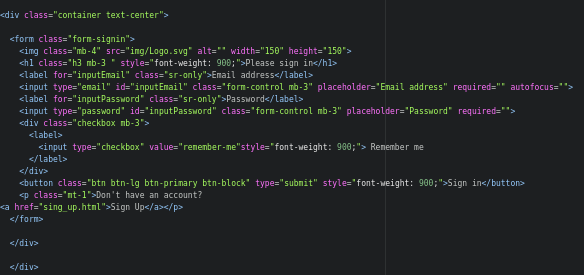 <div class="container text-center">
<form class="form-signin">
<img class="mb-4" src="img/Logo.svg" alt="" width="150" height="150">
<h1 class="h3 mb-3 " style="font-weight: 900;">Please sign in</h1>
<label for="inputEmail" class="sr-only">Email address</label>
<input type="email" id="inputEmail" class="form-control mb-3" placeholder="Email address" required="" autofocus="">
<label for="inputPassword" class="sr-only">Password</label>
<input type="password" id="inputPassword" class="form-control mb-3" placeholder="Password" required="">
<div class="checkbox mb-3">
<label>
<input type="checkbox" value="remember-me"style="font-weight: 900;"> Remember me
</label>
</div>
<button class="btn btn-lg btn-primary btn-block" type="submit" style="font-weight: 900;">Sign in</button>
<p class="mt-1">Don't have an account?
<a href="sing_up.html">Sign Up</a></p>
</form>
</div>
</div>